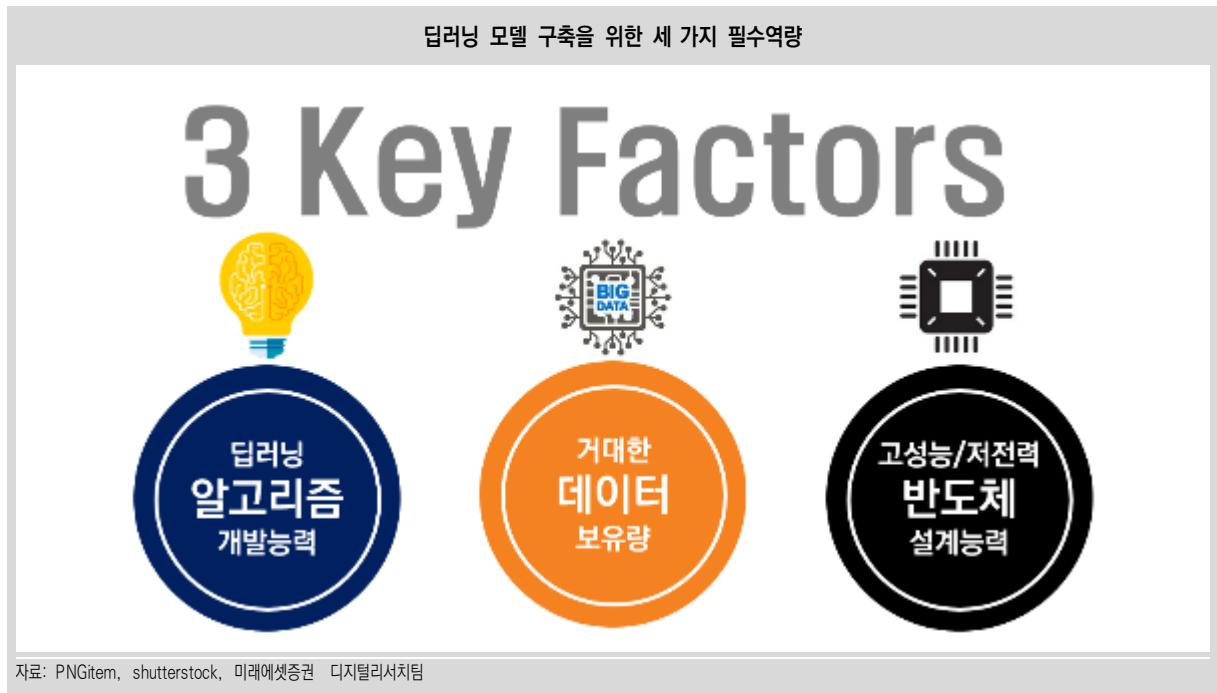 딥러닝 모델 구축을 위한 세 가지 필수역량
3 Key Factors
BIG
DATA
딥러닝
알고리즘
개발능력
거대한
데이터
보유량
고성능/저전력
반도체
설계능력
자료: PNGitem, shutterstock, 미래에셋증권 디지털리서치팀